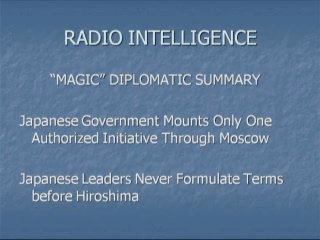 RADIO INTELLIGENCE
“MAGIC” DIPLOMATIC SUMMARY
Japanese Government Mounts Only One
Authorized Initiative Through Moscow
Japanese Leaders Never Formulate Terms
before Hiroshima